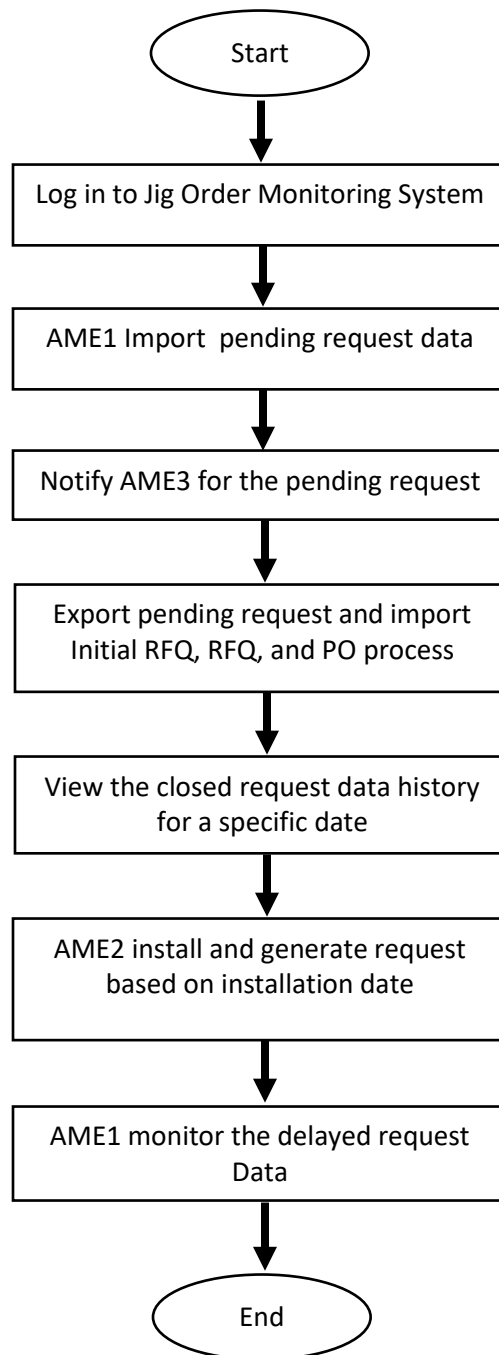 Start
Log in to Jig Order Monitoring System
AME1 Import  pending request data
Notify AME3 for the pending request
Export pending request and import
Initial RFQ, RFQ, and PO process
View the closed request data history
for a specific date
AME2 install and generate request
based on installation date
AME1 monitor the delayed request
Data
End